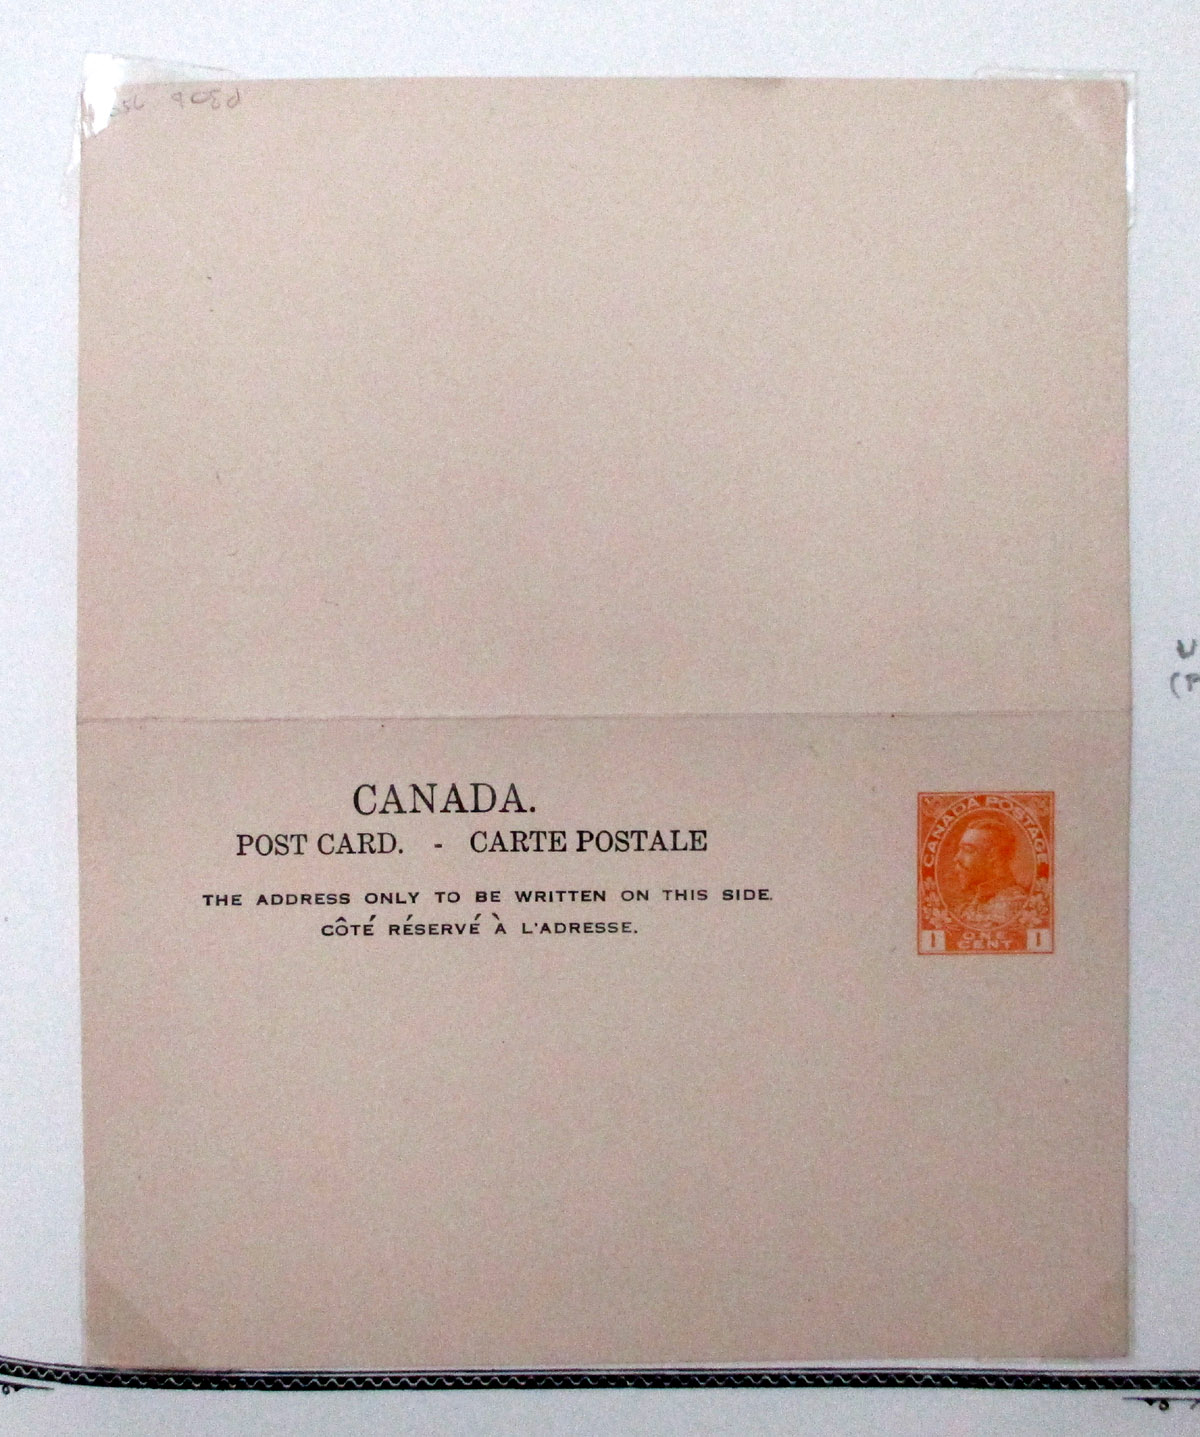 CANADA.
POST CARD. - CARTE POSTALE
THE ADDRESS ONLY TO BE WRITTEN ON THIS SIDE.
CÔTÉ RÉSERVÉ À L'ADRESSE.
CANADA POSTAGE
1 ONE CENT 1